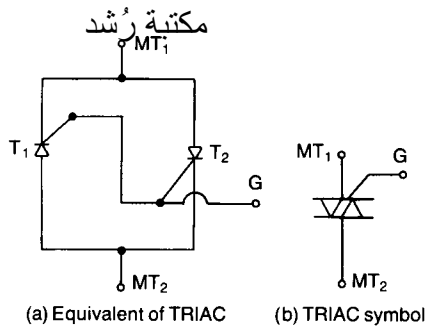 مكتبة رُشد
MT₁
T₁
T₂
G
MT₂
(a) Equivalent of TRIAC
MT₁
G
MT₂
(b) TRIAC symbol